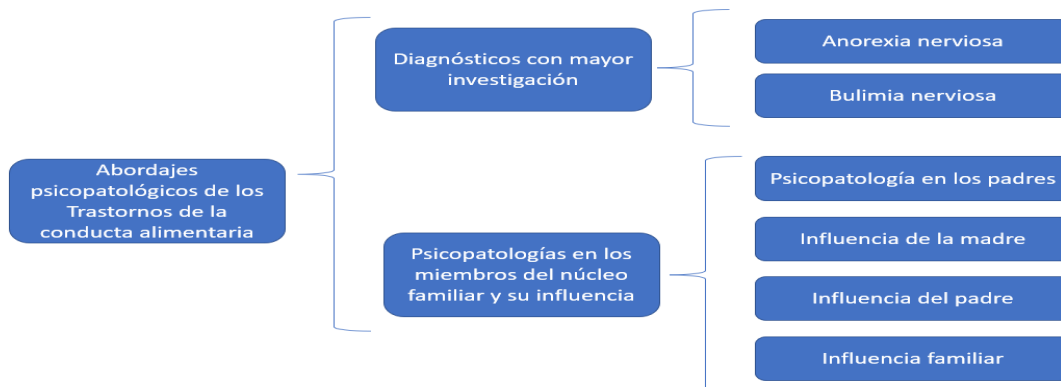 Abordajes
psicopatológicos de los
Trastornos de la
conducta alimentaria
Diagnósticos con mayor
investigación
Anorexia nerviosa
Bulimia nerviosa
Psicopatologías en los
miembros del núcleo
familiar y su influencia
Psicopatología en los padres
Influencia de la madre
Influencia del padre
Influencia familiar